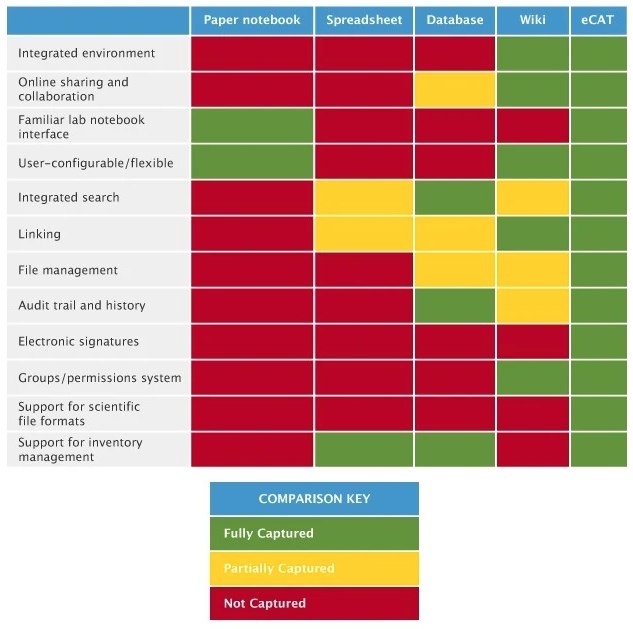 Paper notebook Spreadsheet Database Wiki eCAT
Integrated environment
Online sharing and
collaboration
Familiar lab notebook
interface
User-configurable/flexible
Integrated search
Linking
File management
Audit trail and history
Electronic signatures
Groups/permissions system
Support for scientific
file formats
Support for inventory
management
COMPARISON KEY
Fully Captured
Partially Captured
Not Captured